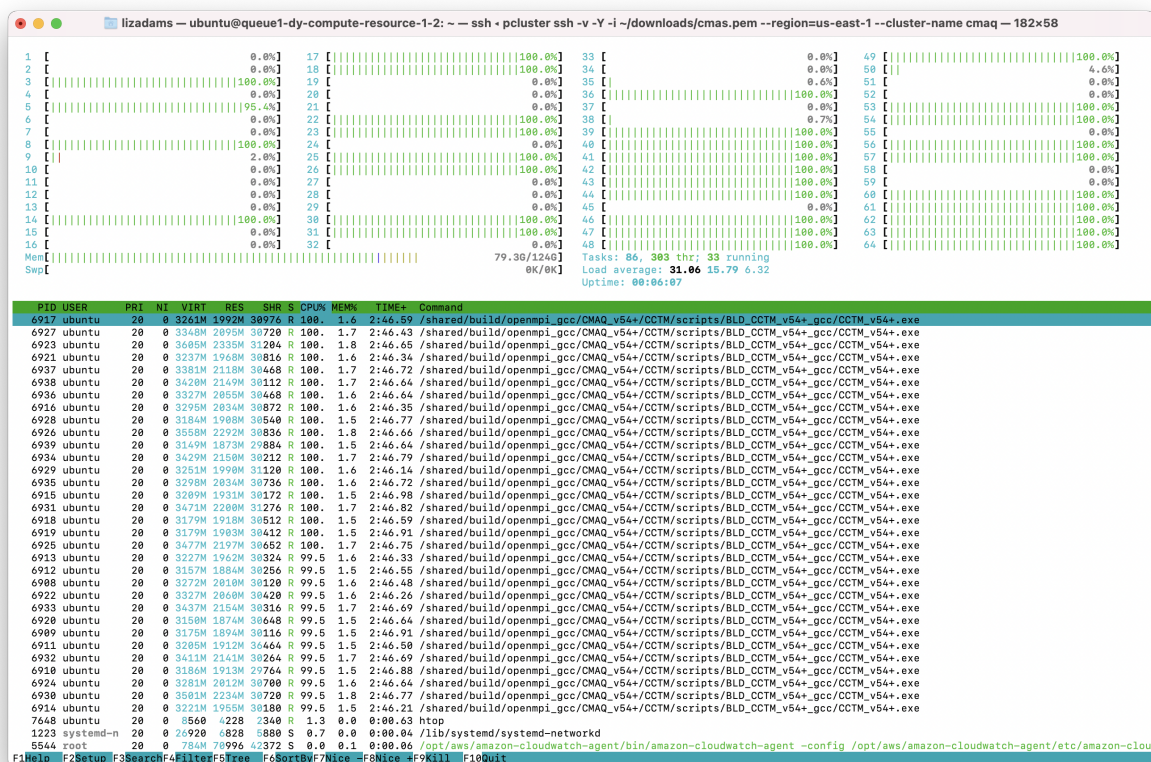 lizadams — ubuntu@queue1-dy-compute-resource-1-2: ~ — ssh ◂ pcluster ssh -v -Y -i ~/downloads/cmas.pem --region=us-east-1 --cluster-name cmaq — 182×58
1 [ 0.0%] 17 [||||||||||||||||||||||||||||100.0%] 33 [ 0.0%] 49 [||||||||||||||||||||||||||||100.0%]
2 [ 0.0%] 18 [||||||||||||||||||||||||||||100.0%] 34 [ 0.0%] 50 [|| 4.6%]
3 [||||||||||||||||||||||||||||100.0%] 19 [ 0.0%] 35 [| 0.6%] 51 [ 0.0%]
4 [ 0.0%] 20 [ 0.0%] 36 [||||||||||||||||||||||||||||100.0%] 52 [ 0.0%]
5 [|||||||||||||||||||||||||||||95.4%] 21 [ 0.0%] 37 [ 0.0%] 53 [||||||||||||||||||||||||||||100.0%]
6 [ 0.0%] 22 [||||||||||||||||||||||||||||100.0%] 38 [| 0.7%] 54 [||||||||||||||||||||||||||||100.0%]
7 [ 0.0%] 23 [||||||||||||||||||||||||||||100.0%] 39 [||||||||||||||||||||||||||||100.0%] 55 [ 0.0%]
8 [||||||||||||||||||||||||||||100.0%] 24 [ 0.0%] 40 [||||||||||||||||||||||||||||100.0%] 56 [||||||||||||||||||||||||||||100.0%]
9 [|| 2.0%] 25 [||||||||||||||||||||||||||||100.0%] 41 [||||||||||||||||||||||||||||100.0%] 57 [||||||||||||||||||||||||||||100.0%]
10 [ 0.0%] 26 [||||||||||||||||||||||||||||100.0%] 42 [||||||||||||||||||||||||||||100.0%] 58 [ 0.0%]
11 [ 0.0%] 27 [ 0.0%] 43 [||||||||||||||||||||||||||||100.0%] 59 [ 0.0%]
12 [ 0.0%] 28 [ 0.0%] 44 [||||||||||||||||||||||||||||100.0%] 60 [||||||||||||||||||||||||||||100.0%]
13 [ 0.0%] 29 [ 0.0%] 45 [ 0.0%] 61 [||||||||||||||||||||||||||||100.0%]
14 [||||||||||||||||||||||||||||100.0%] 30 [||||||||||||||||||||||||||||100.0%] 46 [||||||||||||||||||||||||||||100.0%] 62 [||||||||||||||||||||||||||||100.0%]
15 [ 0.0%] 31 [||||||||||||||||||||||||||||100.0%] 47 [||||||||||||||||||||||||||||100.0%] 63 [||||||||||||||||||||||||||||100.0%]
16 [ 0.0%] 32 [ 0.0%] 48 [||||||||||||||||||||||||||||100.0%] 64 [||||||||||||||||||||||||||||100.0%]
Mem[||||||||||||||||||||||||||||||||||||||||||||||||||||||||| 79.3G/124G] Tasks: 86, 303 thr; 33 running
Swp[ 0K/0K] Load average: 31.06 15.79 6.32
Uptime: 00:06:07
PID USER PRI NI VIRT RES SHR S CPU% MEM% TIME+ Command
6917 ubuntu 20 0 3261M 1992M 30976 R 100. 1.6 2:46.59 /shared/build/openmpi_gcc/CMAQ_v54+/CCTM/scripts/BLD_CCTM_v54+_gcc/CCTM_v54+.exe
6927 ubuntu 20 0 3348M 2095M 30720 R 100. 1.7 2:46.43 /shared/build/openmpi_gcc/CMAQ_v54+/CCTM/scripts/BLD_CCTM_v54+_gcc/CCTM_v54+.exe
6923 ubuntu 20 0 3605M 2335M 31204 R 100. 1.8 2:46.65 /shared/build/openmpi_gcc/CMAQ_v54+/CCTM/scripts/BLD_CCTM_v54+_gcc/CCTM_v54+.exe
6921 ubuntu 20 0 3237M 1968M 30816 R 100. 1.6 2:46.34 /shared/build/openmpi_gcc/CMAQ_v54+/CCTM/scripts/BLD_CCTM_v54+_gcc/CCTM_v54+.exe
6937 ubuntu 20 0 3381M 2118M 30468 R 100. 1.7 2:46.72 /shared/build/openmpi_gcc/CMAQ_v54+/CCTM/scripts/BLD_CCTM_v54+_gcc/CCTM_v54+.exe
6938 ubuntu 20 0 3420M 2149M 30112 R 100. 1.7 2:46.64 /shared/build/openmpi_gcc/CMAQ_v54+/CCTM/scripts/BLD_CCTM_v54+_gcc/CCTM_v54+.exe
6936 ubuntu 20 0 3327M 2055M 30468 R 100. 1.6 2:46.64 /shared/build/openmpi_gcc/CMAQ_v54+/CCTM/scripts/BLD_CCTM_v54+_gcc/CCTM_v54+.exe
6916 ubuntu 20 0 3295M 2034M 30872 R 100. 1.6 2:46.35 /shared/build/openmpi_gcc/CMAQ_v54+/CCTM/scripts/BLD_CCTM_v54+_gcc/CCTM_v54+.exe
6928 ubuntu 20 0 3184M 1908M 30540 R 100. 1.5 2:46.77 /shared/build/openmpi_gcc/CMAQ_v54+/CCTM/scripts/BLD_CCTM_v54+_gcc/CCTM_v54+.exe
6926 ubuntu 20 0 3558M 2292M 30836 R 100. 1.8 2:46.66 /shared/build/openmpi_gcc/CMAQ_v54+/CCTM/scripts/BLD_CCTM_v54+_gcc/CCTM_v54+.exe
6939 ubuntu 20 0 3149M 1873M 29884 R 100. 1.5 2:46.64 /shared/build/openmpi_gcc/CMAQ_v54+/CCTM/scripts/BLD_CCTM_v54+_gcc/CCTM_v54+.exe
6934 ubuntu 20 0 3429M 2150M 30212 R 100. 1.7 2:46.79 /shared/build/openmpi_gcc/CMAQ_v54+/CCTM/scripts/BLD_CCTM_v54+_gcc/CCTM_v54+.exe
6929 ubuntu 20 0 3251M 1990M 31120 R 100. 1.6 2:46.14 /shared/build/openmpi_gcc/CMAQ_v54+/CCTM/scripts/BLD_CCTM_v54+_gcc/CCTM_v54+.exe
6935 ubuntu 20 0 3298M 2034M 30736 R 100. 1.6 2:46.72 /shared/build/openmpi_gcc/CMAQ_v54+/CCTM/scripts/BLD_CCTM_v54+_gcc/CCTM_v54+.exe
6915 ubuntu 20 0 3209M 1931M 30172 R 100. 1.5 2:46.98 /shared/build/openmpi_gcc/CMAQ_v54+/CCTM/scripts/BLD_CCTM_v54+_gcc/CCTM_v54+.exe
6931 ubuntu 20 0 3471M 2200M 31276 R 100. 1.7 2:46.82 /shared/build/openmpi_gcc/CMAQ_v54+/CCTM/scripts/BLD_CCTM_v54+_gcc/CCTM_v54+.exe
6918 ubuntu 20 0 3179M 1918M 30512 R 100. 1.5 2:46.59 /shared/build/openmpi_gcc/CMAQ_v54+/CCTM/scripts/BLD_CCTM_v54+_gcc/CCTM_v54+.exe
6919 ubuntu 20 0 3179M 1903M 30412 R 100. 1.5 2:46.91 /shared/build/openmpi_gcc/CMAQ_v54+/CCTM/scripts/BLD_CCTM_v54+_gcc/CCTM_v54+.exe
6925 ubuntu 20 0 3477M 2197M 30652 R 100. 1.7 2:46.75 /shared/build/openmpi_gcc/CMAQ_v54+/CCTM/scripts/BLD_CCTM_v54+_gcc/CCTM_v54+.exe
6913 ubuntu 20 0 3227M 1962M 30324 R 99.5 1.6 2:46.33 /shared/build/openmpi_gcc/CMAQ_v54+/CCTM/scripts/BLD_CCTM_v54+_gcc/CCTM_v54+.exe
6912 ubuntu 20 0 3157M 1884M 30256 R 99.5 1.5 2:46.55 /shared/build/openmpi_gcc/CMAQ_v54+/CCTM/scripts/BLD_CCTM_v54+_gcc/CCTM_v54+.exe
6908 ubuntu 20 0 3272M 2010M 30120 R 99.5 1.6 2:46.48 /shared/build/openmpi_gcc/CMAQ_v54+/CCTM/scripts/BLD_CCTM_v54+_gcc/CCTM_v54+.exe
6922 ubuntu 20 0 3327M 2060M 30420 R 99.5 1.6 2:46.26 /shared/build/openmpi_gcc/CMAQ_v54+/CCTM/scripts/BLD_CCTM_v54+_gcc/CCTM_v54+.exe
6933 ubuntu 20 0 3437M 2154M 30316 R 99.5 1.7 2:46.69 /shared/build/openmpi_gcc/CMAQ_v54+/CCTM/scripts/BLD_CCTM_v54+_gcc/CCTM_v54+.exe
6920 ubuntu 20 0 3150M 1874M 30648 R 99.5 1.5 2:46.64 /shared/build/openmpi_gcc/CMAQ_v54+/CCTM/scripts/BLD_CCTM_v54+_gcc/CCTM_v54+.exe
6909 ubuntu 20 0 3175M 1894M 30116 R 99.5 1.5 2:46.91 /shared/build/openmpi_gcc/CMAQ_v54+/CCTM/scripts/BLD_CCTM_v54+_gcc/CCTM_v54+.exe
6911 ubuntu 20 0 3205M 1912M 36464 R 99.5 1.5 2:46.50 /shared/build/openmpi_gcc/CMAQ_v54+/CCTM/scripts/BLD_CCTM_v54+_gcc/CCTM_v54+.exe
6932 ubuntu 20 0 3411M 2141M 30264 R 99.5 1.7 2:46.69 /shared/build/openmpi_gcc/CMAQ_v54+/CCTM/scripts/BLD_CCTM_v54+_gcc/CCTM_v54+.exe
6910 ubuntu 20 0 3186M 1913M 29764 R 99.5 1.5 2:46.88 /shared/build/openmpi_gcc/CMAQ_v54+/CCTM/scripts/BLD_CCTM_v54+_gcc/CCTM_v54+.exe
6924 ubuntu 20 0 3281M 2012M 30700 R 99.5 1.6 2:46.64 /shared/build/openmpi_gcc/CMAQ_v54+/CCTM/scripts/BLD_CCTM_v54+_gcc/CCTM_v54+.exe
6930 ubuntu 20 0 3501M 2234M 30720 R 99.5 1.8 2:46.77 /shared/build/openmpi_gcc/CMAQ_v54+/CCTM/scripts/BLD_CCTM_v54+_gcc/CCTM_v54+.exe
6914 ubuntu 20 0 3221M 1955M 30180 R 99.5 1.5 2:46.21 /shared/build/openmpi_gcc/CMAQ_v54+/CCTM/scripts/BLD_CCTM_v54+_gcc/CCTM_v54+.exe
7648 ubuntu 20 0 8560 4228 2340 R 1.3 0.0 0:00.63 htop
1223 systemd-n 20 0 26920 6828 5880 S 0.7 0.0 0:00.04 /lib/systemd/systemd-networkd
5544 root 20 0 784M 70996 42372 S 0.0 0.1 0:00.06 /opt/aws/amazon-cloudwatch-agent/bin/amazon-cloudwatch-agent -config /opt/aws/amazon-cloudwatch-agent/etc/amazon-clou
F1Help F2Setup F3SearchF4FilterF5Tree F6SortByF7Nice -F8Nice +F9Kill F10Quit